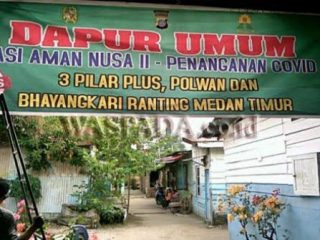 DAPUR UMUM
ASI AMAN NUSA II - PENANGANAN COVID
3 PILAR PLUS, POLWAN DAN
BHAYANGKARI RANTING MEDAN TIMUR
WASPADA.co.id